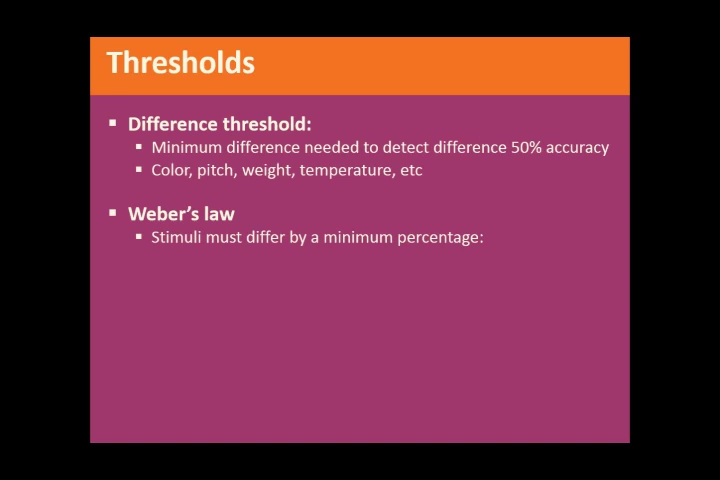 Thresholds
Difference threshold:
Minimum difference needed to detect difference 50% accuracy
Color, pitch, weight, temperature, etc
Weber’s law
Stimuli must differ by a minimum percentage: